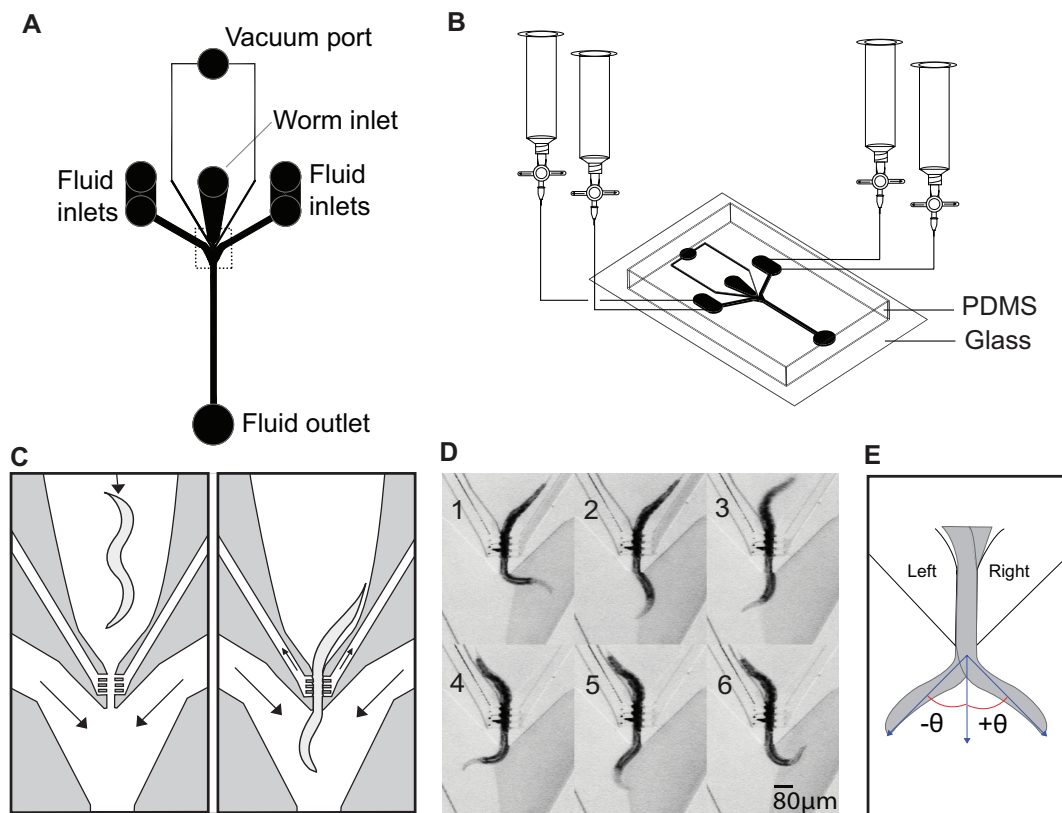 A
Vacuum port
Worm inlet
Fluid
inlets
Fluid
inlets
Fluid outlet
B
PDMS
Glass
C
D
1
2
3
4
5
6
80μm
E
Left
Right
-θ
+θ